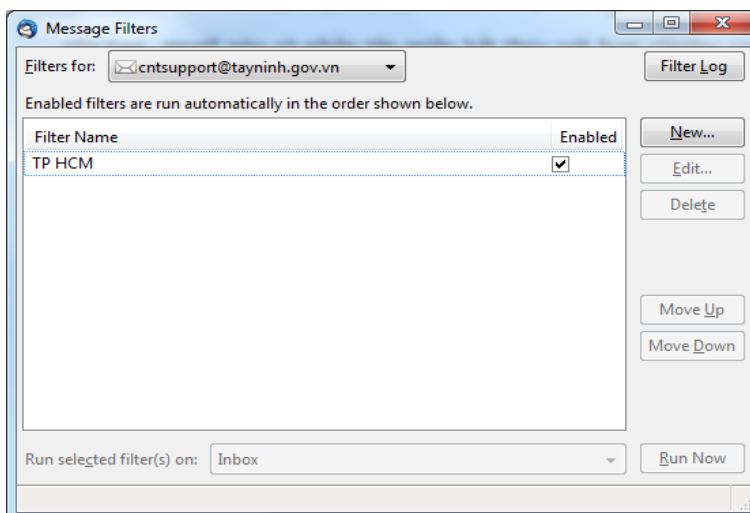 Message Filters
Filters for: cntsupport@tayninh.gov.vn
Filter Log
Enabled filters are run automatically in the order shown below.
Filter Name Enabled
New...
TP HCM
Edit...
Delete
Move Up
Move Down
Run selected filter(s) on: Inbox
Run Now